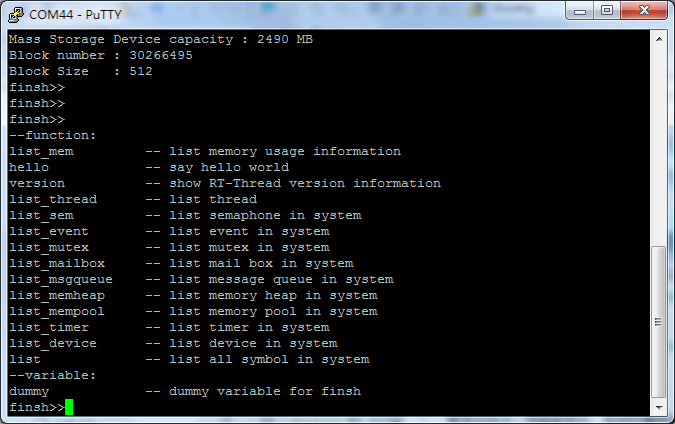 COM44 - PuTTY
Mass Storage Device capacity : 2490 MB
Block number : 30266495
Block Size   : 512
finsh>>
finsh>>
finsh>>
--function:
list_mem         -- list memory usage information
hello            -- say hello world
version          -- show RT-Thread version information
list_thread      -- list thread
list_sem         -- list semaphone in system
list_event       -- list event in system
list_mutex       -- list mutex in system
list_mailbox     -- list mail box in system
list_msgqueue    -- list message queue in system
list_memheap     -- list memory heap in system
list_mempool     -- list memory pool in system
list_timer       -- list timer in system
list_device      -- list device in system
list             -- list all symbol in system
--variable:
dummy            -- dummy variable for finsh
finsh>>